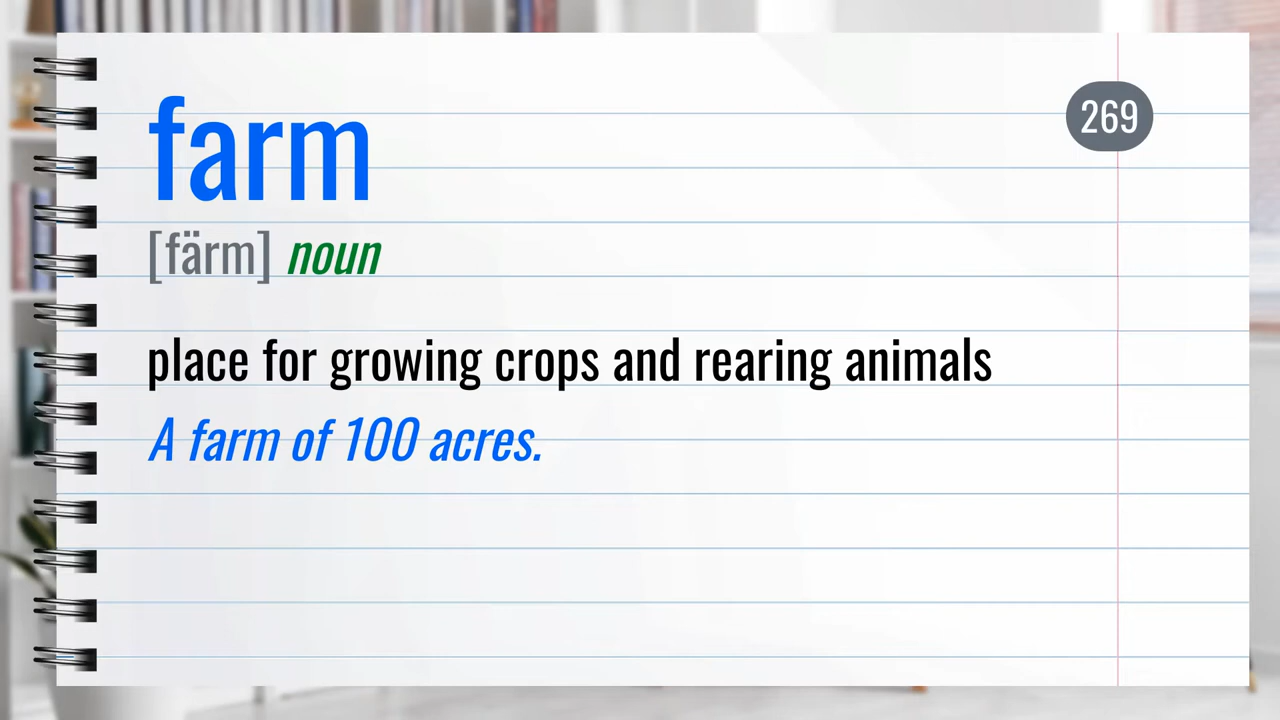 farm
269
[färm] noun
place for growing crops and rearing animals
A farm of 100 acres.